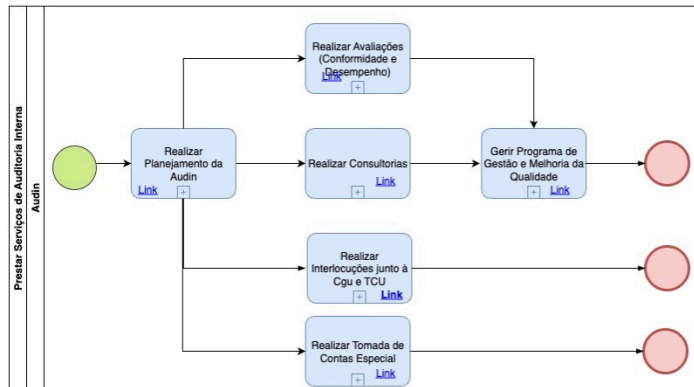 Prestar Serviços de Auditoria Interna
Audin
Realizar Avaliações
(Conformidade e
Desempenho)
Link
Realizar
Planejamento da
Audin
Link
Realizar Consultorias
Link
Gerir Programa de
Gestão e Melhoria da
Qualidade
Link
Realizar
Interlocuções junto à
Cgu e TCU
Link
Realizar Tomada de
Contas Especial
Link